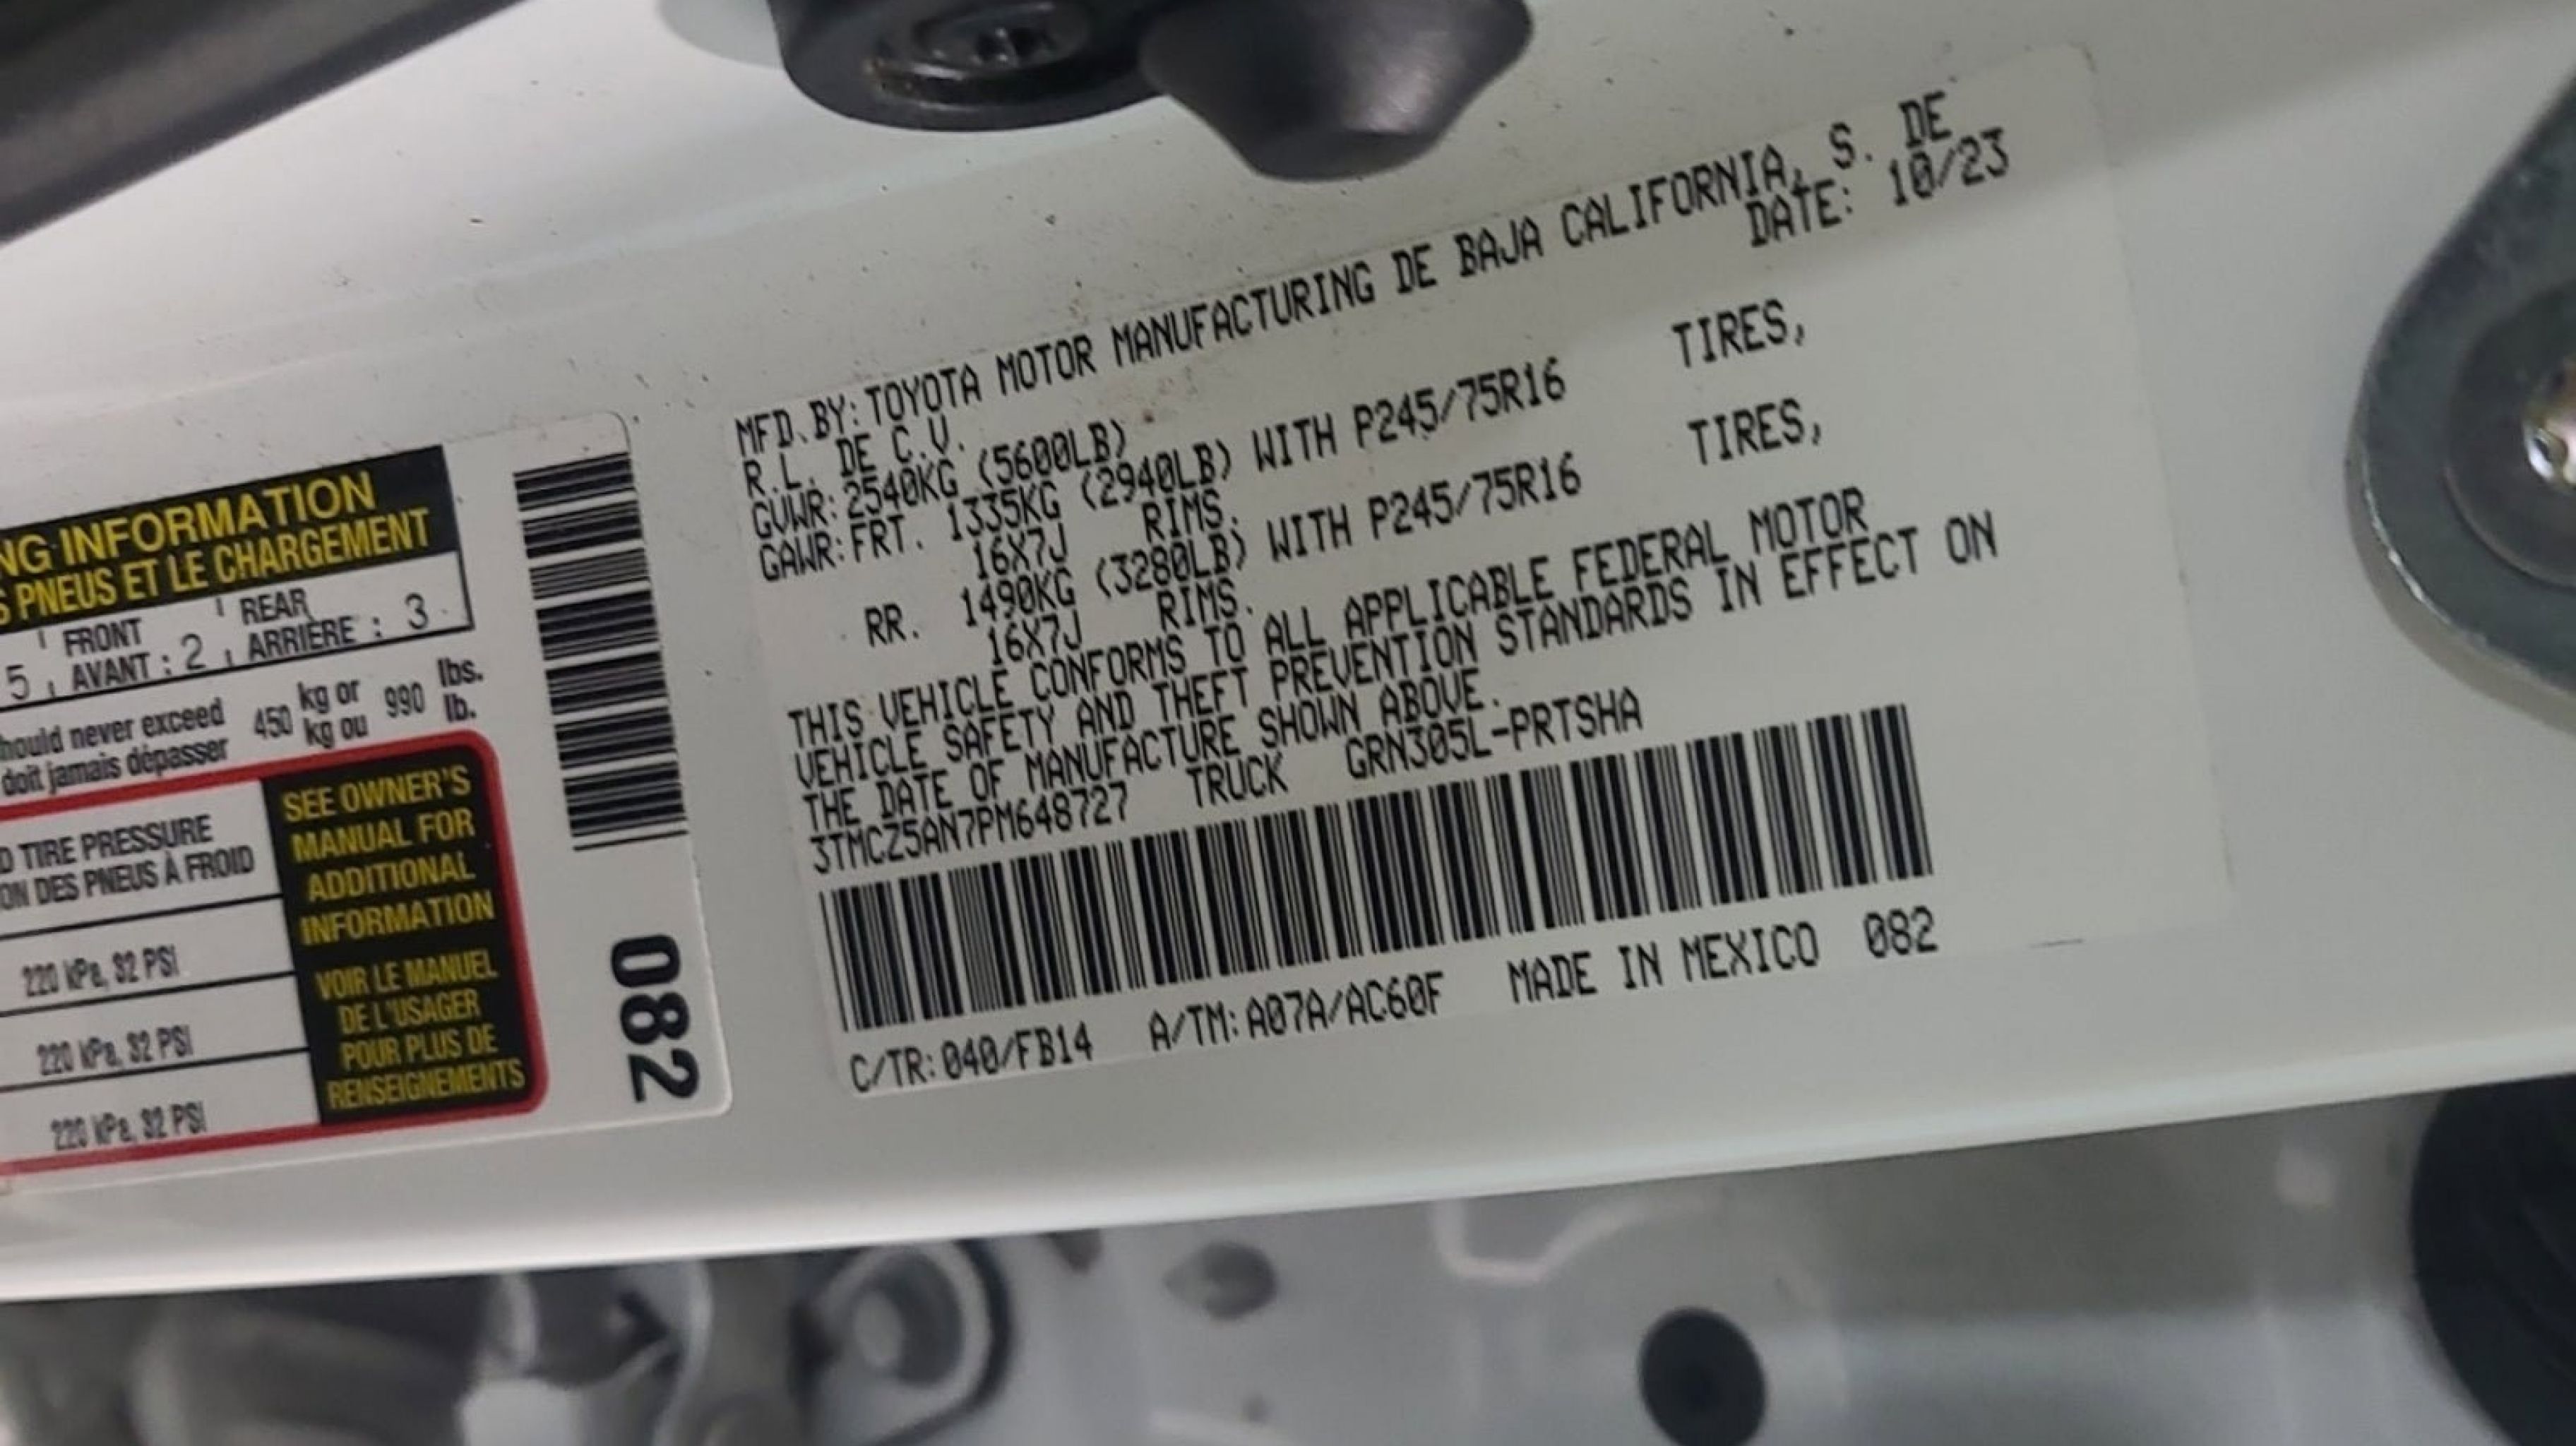 NG INFORMATION
S PNEUS ET LE CHARGEMENT
FRONT REAR
5 AVANT : 2 ARRIÈRE : 3
hould never exceed 450 kg or 990 lbs.
doit jamais dépasser kg ou lb.
D TIRE PRESSURE
ON DES PNEUS À FROID
220 kPa, 32 PSI
220 kPa, 32 PSI
220 kPa, 32 PSI
SEE OWNER'S
MANUAL FOR
ADDITIONAL
INFORMATION
VOIR LE MANUEL
DE L'USAGER
POUR PLUS DE
RENSEIGNEMENTS
082
MFD.BY:TOYOTA MOTOR MANUFACTURING DE BAJA CALIFORNIA, S. DE
R.L. DE C.V. DATE: 10/23
GVWR:2540KG (5600LB)
GAWR:FRT. 1335KG (2940LB) WITH P245/75R16 TIRES,
16X7J RIMS.
RR. 1490KG (3280LB) WITH P245/75R16 TIRES,
16X7J RIMS.
THIS VEHICLE CONFORMS TO ALL APPLICABLE FEDERAL MOTOR
VEHICLE SAFETY AND THEFT PREVENTION STANDARDS IN EFFECT ON
THE DATE OF MANUFACTURE SHOWN ABOVE.
3TMCZ5AN7PM648727 TRUCK GRN305L-PRTSHA
C/TR:040/FB14 A/TM:A07A/AC60F MADE IN MEXICO 082